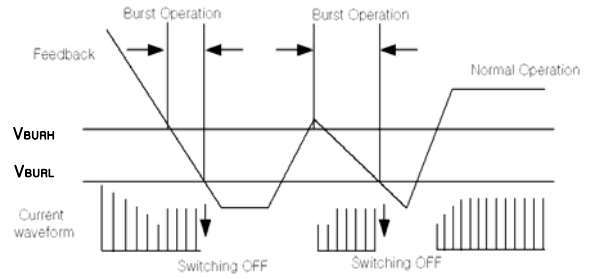 Burst Operation
Burst Operation
Feedback
Normal Operation
VBURH
VBURL
Current
waveform
Switching OFF
Switching OFF